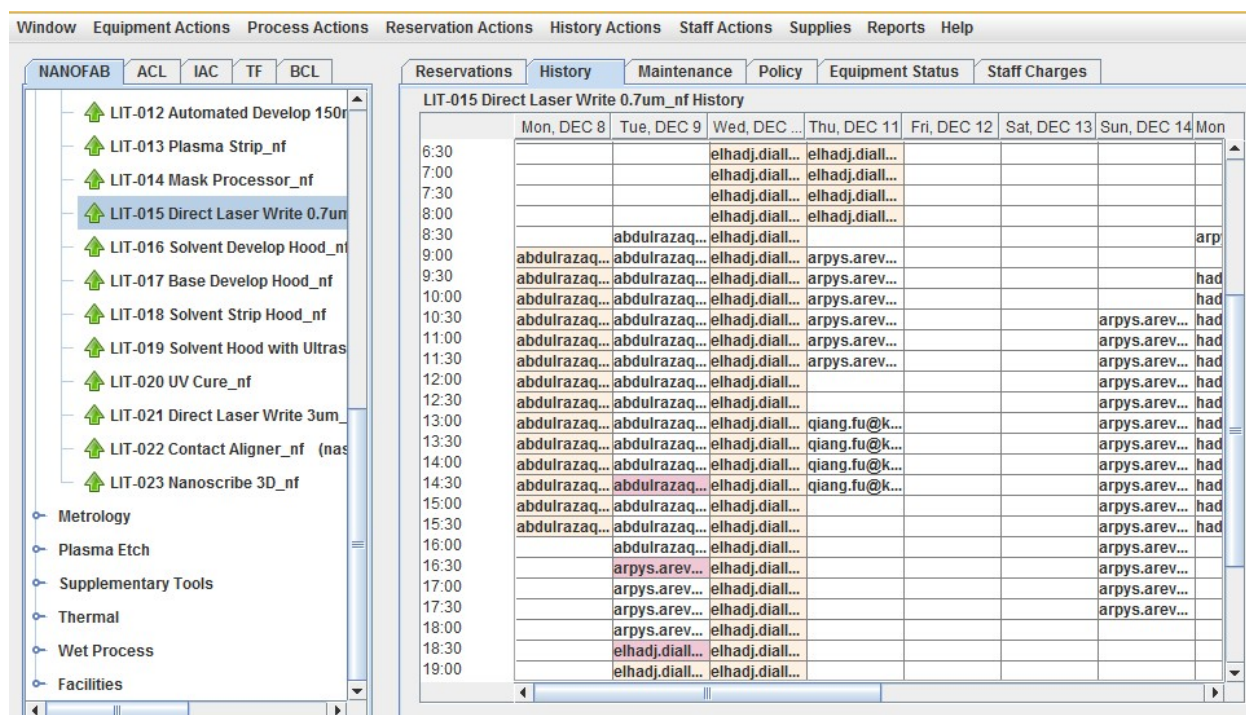 Window Equipment Actions Process Actions Reservation Actions History Actions Staff Actions Supplies Reports Help
NANOFAB ACL IAC TF BCL
LIT-012 Automated Develop 150
LIT-013 Plasma Strip_nf
LIT-014 Mask Processor_nf
LIT-015 Direct Laser Write 0.7um
LIT-016 Solvent Develop Hood_nf
LIT-017 Base Develop Hood_nf
LIT-018 Solvent Strip Hood_nf
LIT-019 Solvent Hood with Ultras
LIT-020 UV Cure_nf
LIT-021 Direct Laser Write 3um_
LIT-022 Contact Aligner_nf (nas
LIT-023 Nanoscribe 3D_nf
Metrology
Plasma Etch
Supplementary Tools
Thermal
Wet Process
Facilities
Reservations History Maintenance Policy Equipment Status Staff Charges
LIT-015 Direct Laser Write 0.7um_nf History
Mon, DEC 8 Tue, DEC 9 Wed, DEC ... Thu, DEC 11 Fri, DEC 12 Sat, DEC 13 Sun, DEC 14 Mon
6:30 elhadj.diall... elhadj.diall...
7:00 elhadj.diall... elhadj.diall...
7:30 elhadj.diall... elhadj.diall...
8:00 elhadj.diall... elhadj.diall...
8:30 abdulrazaq... elhadj.diall... arp
9:00 abdulrazaq... abdulrazaq... elhadj.diall... arpys.arev...
9:30 abdulrazaq... abdulrazaq... elhadj.diall... arpys.arev... had
10:00 abdulrazaq... abdulrazaq... elhadj.diall... arpys.arev... had
10:30 abdulrazaq... abdulrazaq... elhadj.diall... arpys.arev... arpys.arev... had
11:00 abdulrazaq... abdulrazaq... elhadj.diall... arpys.arev... arpys.arev... had
11:30 abdulrazaq... abdulrazaq... elhadj.diall... arpys.arev... arpys.arev... had
12:00 abdulrazaq... abdulrazaq... elhadj.diall... arpys.arev... had
12:30 abdulrazaq... abdulrazaq... elhadj.diall... arpys.arev... had
13:00 abdulrazaq... abdulrazaq... elhadj.diall... qiang.fu@k... arpys.arev... had
13:30 abdulrazaq... abdulrazaq... elhadj.diall... qiang.fu@k... arpys.arev... had
14:00 abdulrazaq... abdulrazaq... elhadj.diall... qiang.fu@k... arpys.arev... had
14:30 abdulrazaq... abdulrazaq... elhadj.diall... qiang.fu@k... arpys.arev... had
15:00 abdulrazaq... abdulrazaq... elhadj.diall... arpys.arev... had
15:30 abdulrazaq... abdulrazaq... elhadj.diall... arpys.arev... had
16:00 abdulrazaq... elhadj.diall... arpys.arev...
16:30 arpys.arev... elhadj.diall... arpys.arev...
17:00 arpys.arev... elhadj.diall... arpys.arev...
17:30 arpys.arev... elhadj.diall... arpys.arev...
18:00 arpys.arev... elhadj.diall...
18:30 elhadj.diall... elhadj.diall...
19:00 elhadj.diall... elhadj.diall...